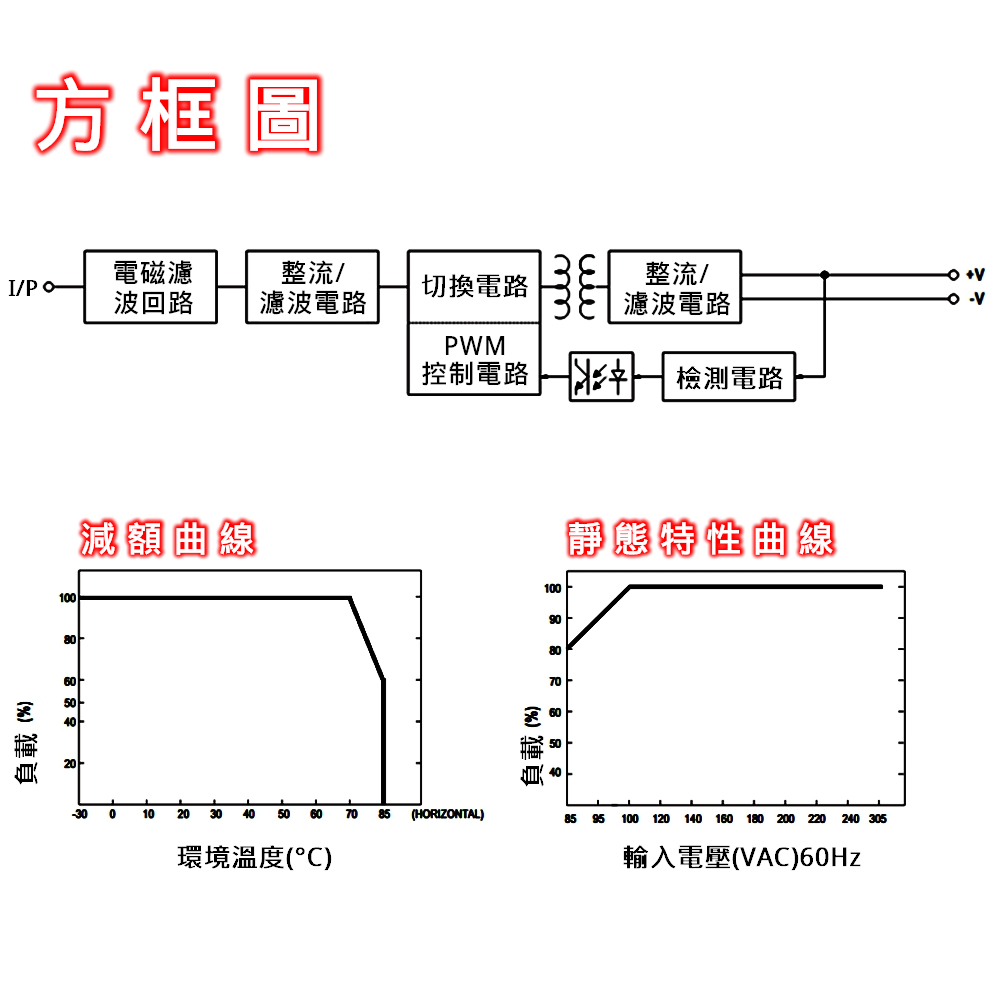 方框圖
I/P
電磁濾
波回路
整流/
濾波電路
切換電路
整流/
濾波電路
+V
-V
PWM
控制電路
檢測電路
減額曲線
100
80
60
50
40
20
負載 (%)
-30 0 10 20 30 40 50 60 70 85 (HORIZONTAL)
環境溫度(°C)
靜態特性曲線
100
90
80
70
60
50
40
負載 (%)
85 95 100 120 140 160 180 200 220 240 305
輸入電壓(VAC)60Hz